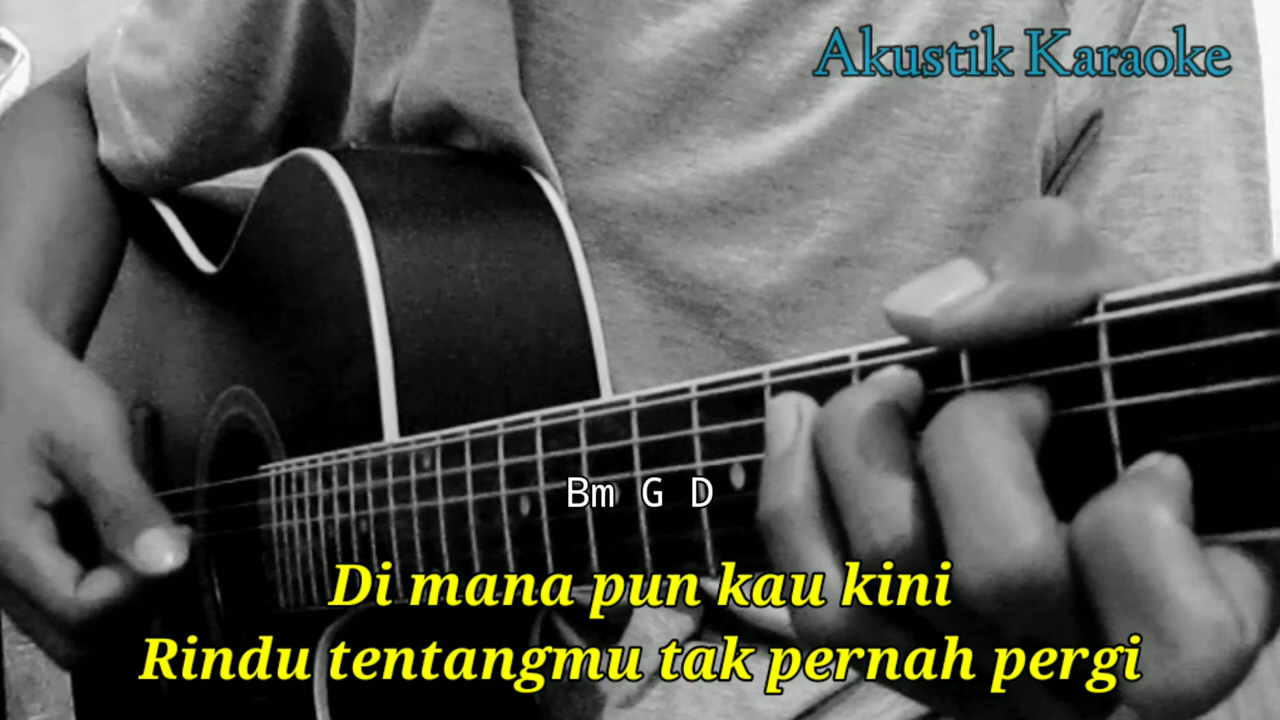 Akustik Karaoke
Bm G D
Di mana pun kau kini
Rindu tentangmu tak pernah pergi